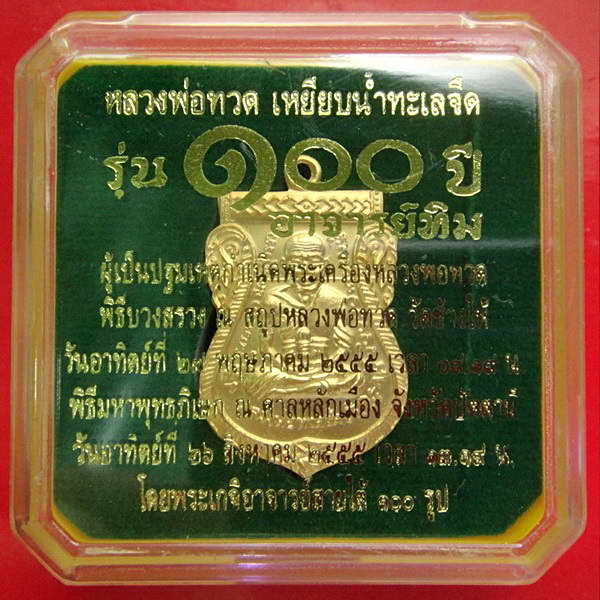 หลวงพ่อทวด เหยียบน้ำทะเลจืด
รุ่น ๑๐๐ ปี
อาจารย์ทิม
ผู้เป็นปฐมเหตุกำเนิดพระเครื่องหลวงพ่อทวด
พิธีบวงสรวง ณ สถูปหลวงพ่อทวด วัดช้างให้
วันอาทิตย์ที่ ๒๗ พฤษภาคม ๒๕๕๕ เวลา น.
พิธีมหาพุทธาภิเษก ณ ศาลหลักเมือง จังหวัดปัตตานี
วันอาทิตย์ที่ ๒๖ สิงหาคม ๒๕๕๕ เวลา ๑๓.๑๙ น.
โดยพระเกจิอาจารย์สายใต้ ๑๐๐ รูป